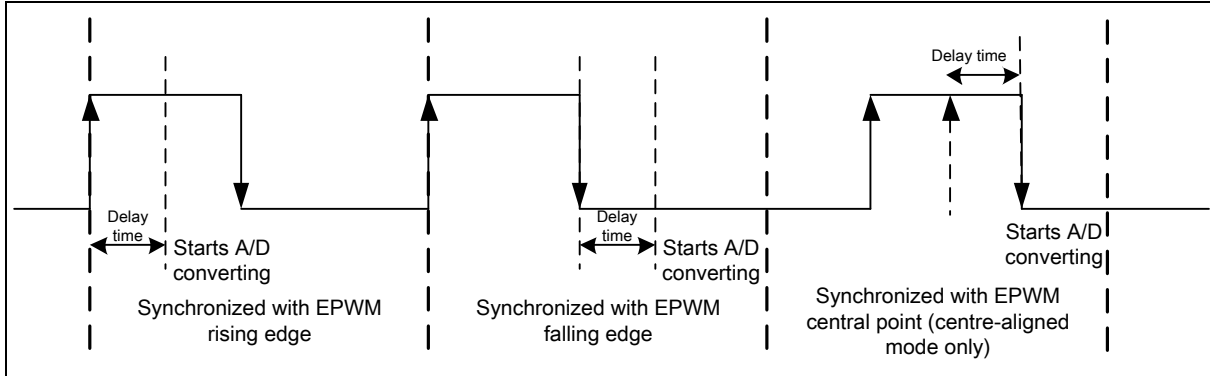 Delay
time
Starts A/D
converting
Synchronized with EPWM
rising edge
Delay
time
Starts A/D
converting
Synchronized with EPWM
falling edge
Delay time
Starts A/D
converting
Synchronized with EPWM
central point (centre-aligned
mode only)